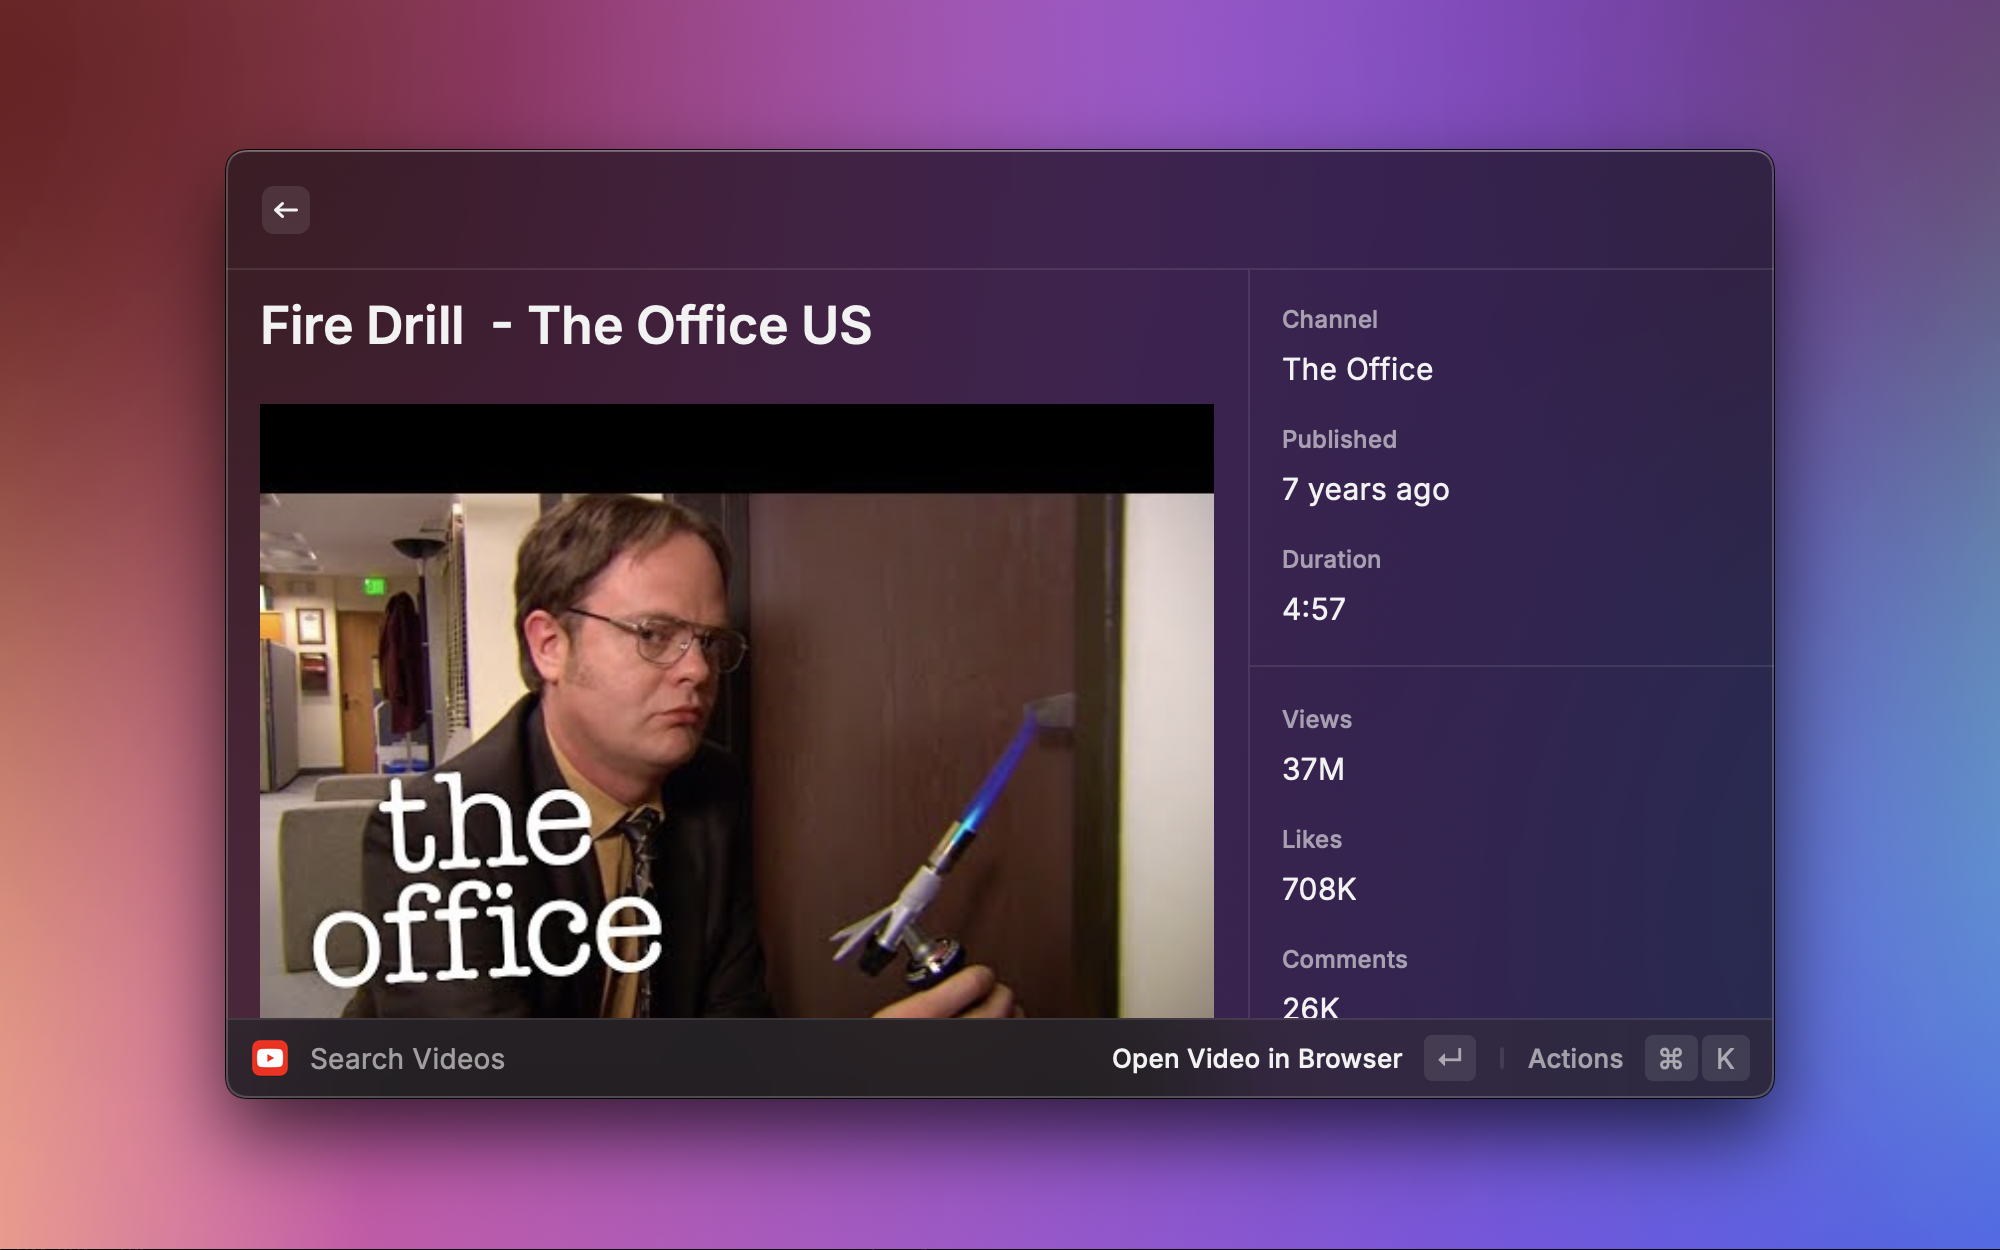 Fire Drill  - The Office US
the
office
Channel
The Office
Published
7 years ago
Duration
4:57
Views
37M
Likes
708K
Comments
26K
Search Videos
Open Video in Browser ↵
Actions ⌘ K